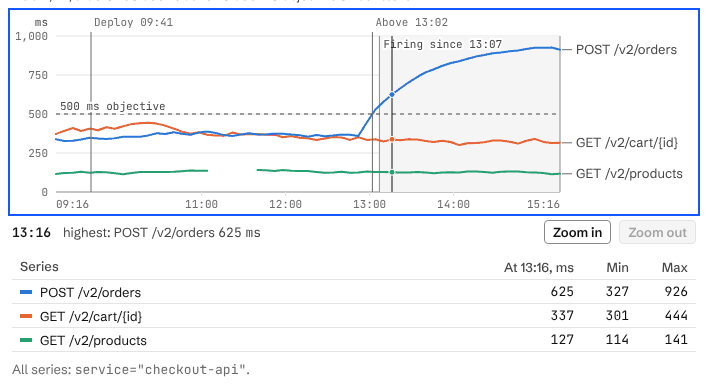 ms
Deploy 09:41
Above 13:02
1,000
Firing since 13:07
POST /v2/orders
750
500 ms objective
500
GET /v2/cart/{id}
250
GET /v2/products
0
09:16 11:00 12:00 13:00 14:00 15:16
13:16 highest: POST /v2/orders 625 ms Zoom in Zoom out
Series At 13:16, ms Min Max
POST /v2/orders 625 327 926
GET /v2/cart/{id} 337 301 444
GET /v2/products 127 114 141
All series: service="checkout-api".